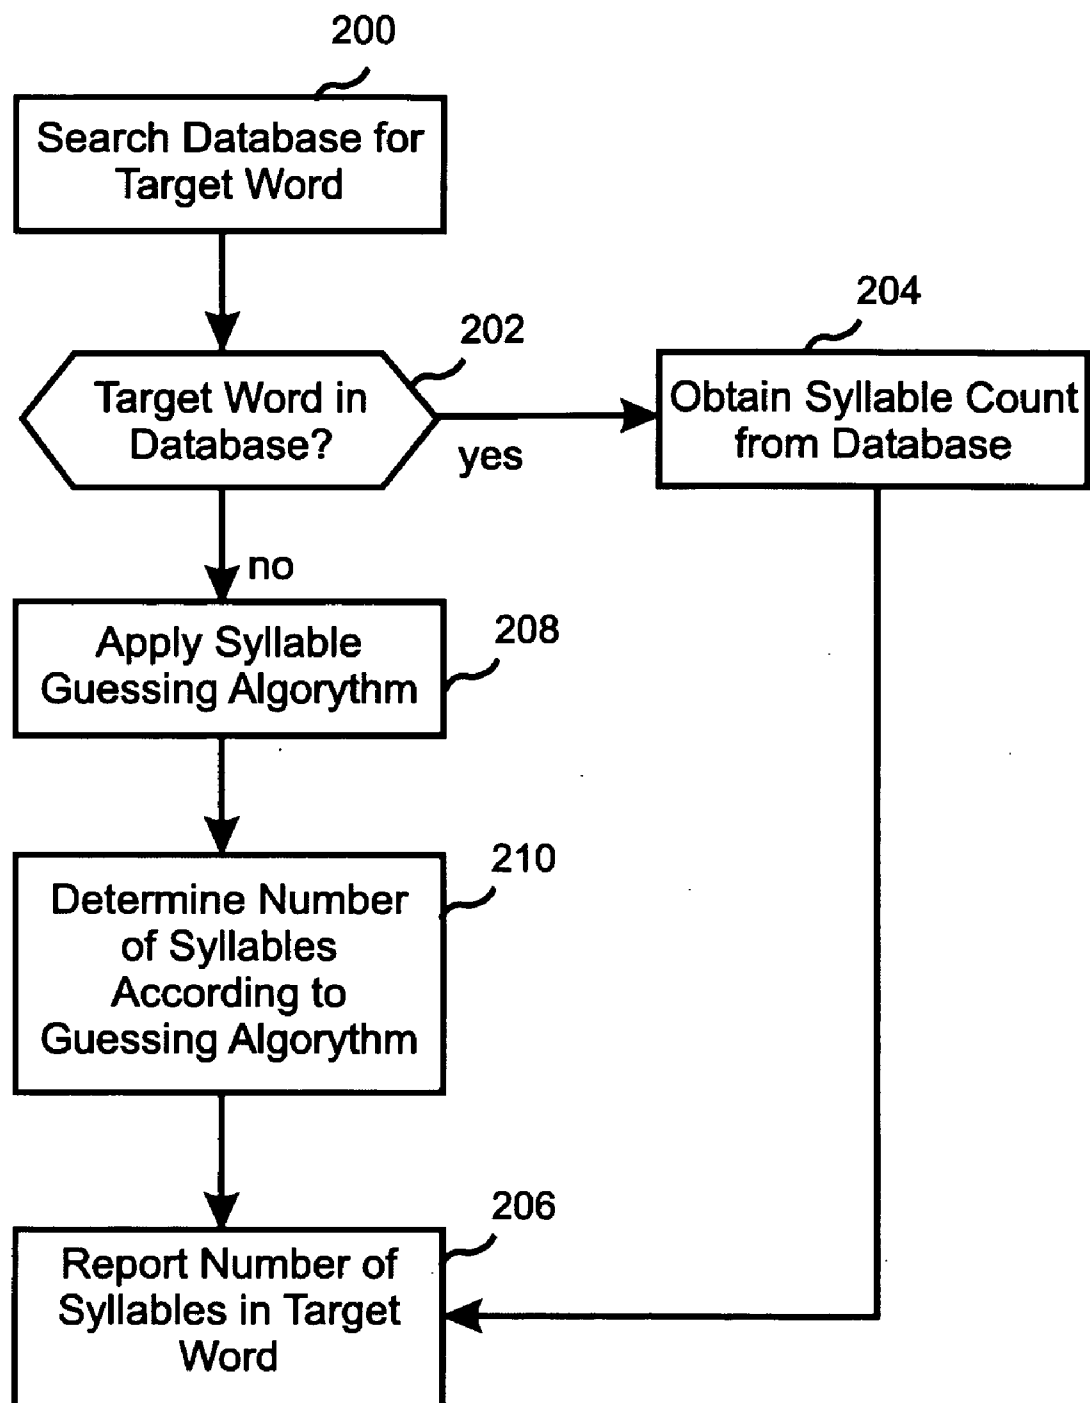 200
Search Database for
Target Word
202
Target Word in
Database?
yes
204
Obtain Syllable Count
from Database
no
208
Apply Syllable
Guessing Algorythm
210
Determine Number
of Syllables
According to
Guessing Algorythm
206
Report Number of
Syllables in Target
Word